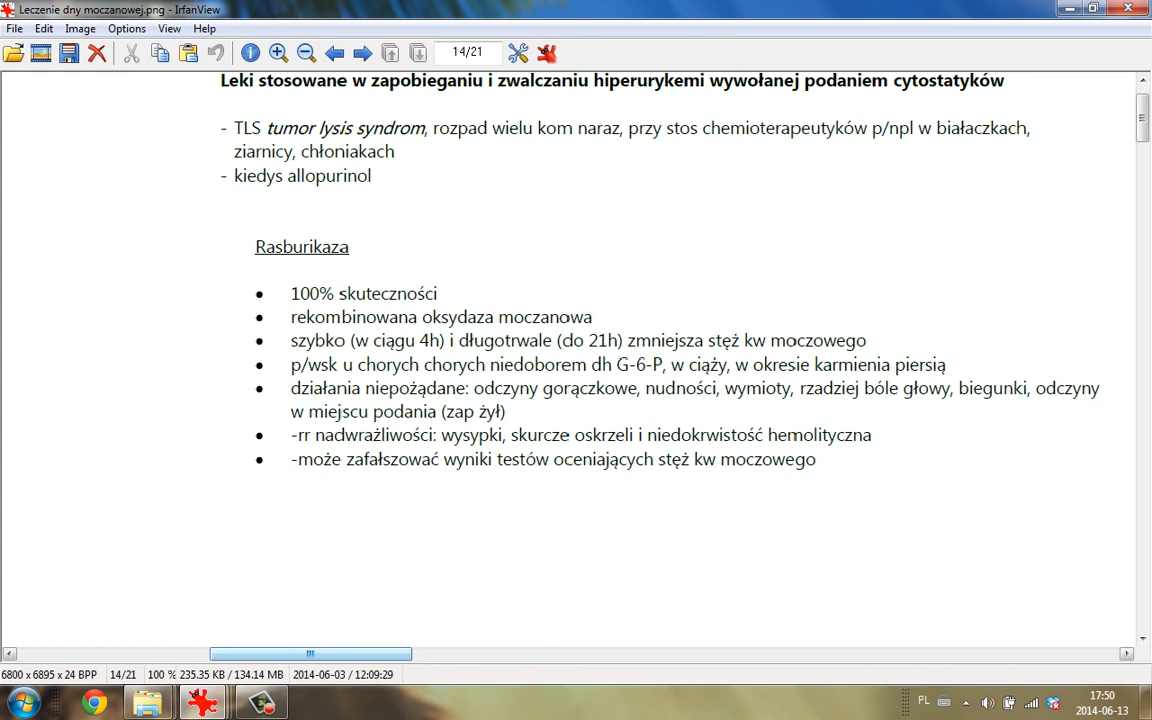 Leczenie dny moczanowej.png - IrfanView
File Edit Image Options View Help
14/21
Leki stosowane w zapobieganiu i zwalczaniu hiperurykemi wywołanej podaniem cytostatyków
- TLS tumor lysis syndrom, rozpad wielu kom naraz, przy stos chemioterapeutyków p/npl w białaczkach,
ziarnicy, chłoniakach
- kiedys allopurinol
Rasburikaza
• 100% skuteczności
• rekombinowana oksydaza moczanowa
• szybko (w ciągu 4h) i długotrwale (do 21h) zmniejsza stęż kw moczowego
• p/wsk u chorych chorych niedoborem dh G-6-P, w ciąży, w okresie karmienia piersią
• działania niepożądane: odczyny gorączkowe, nudności, wymioty, rzadziej bóle głowy, biegunki, odczyny
w miejscu podania (zap żył)
• -rr nadwrażliwości: wysypki, skurcze oskrzeli i niedokrwistość hemolityczna
• -może zafałszować wyniki testów oceniających stęż kw moczowego
6800 x 6895 x 24 BPP 14/21 100 % 235.35 KB / 134.14 MB 2014-06-03 / 12:09:29
PL 17:50
2014-06-13